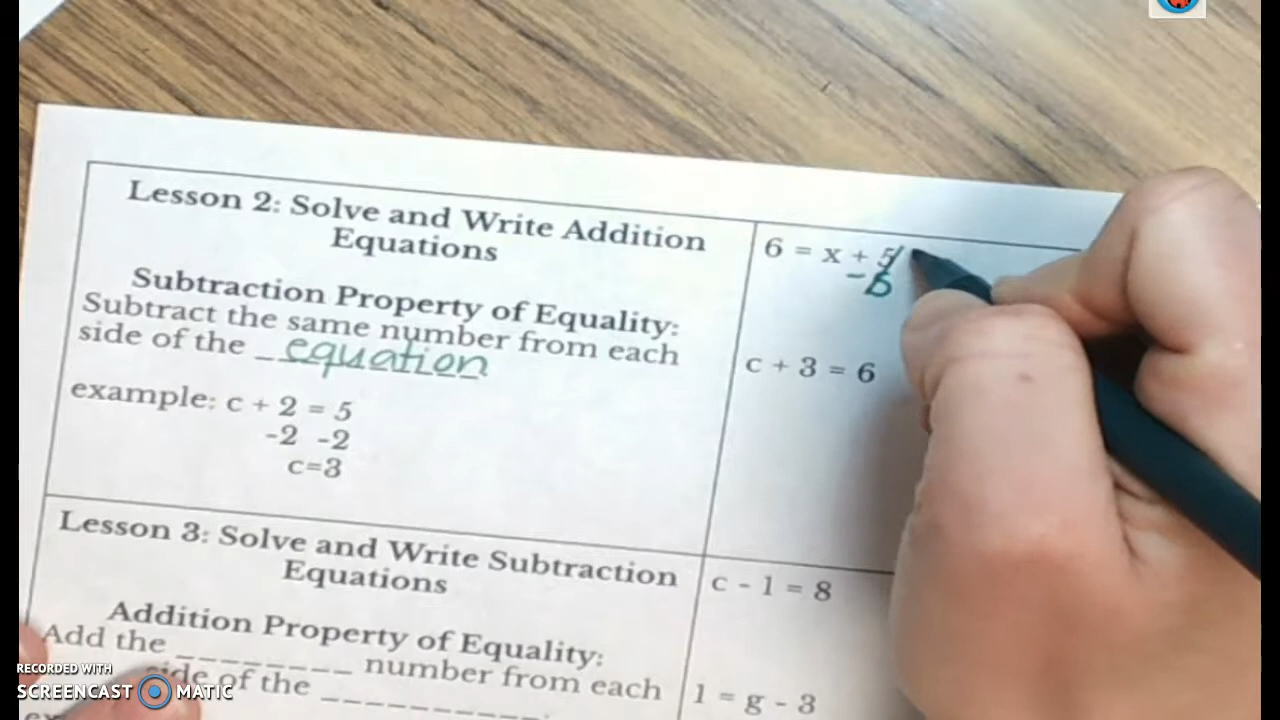 Lesson 2: Solve and Write Addition
Equations
Subtraction Property of Equality:
Subtract the same number from each
side of the equation
example: c + 2 = 5
-2 -2
c=3
6 = x + 5
-5
c + 3 = 6
Lesson 3: Solve and Write Subtraction
Equations
Addition Property of Equality:
Add the ________ number from each
side of the __________.
c - 1 = 8
1 = g - 3
RECORDED WITH
SCREENCAST MATIC